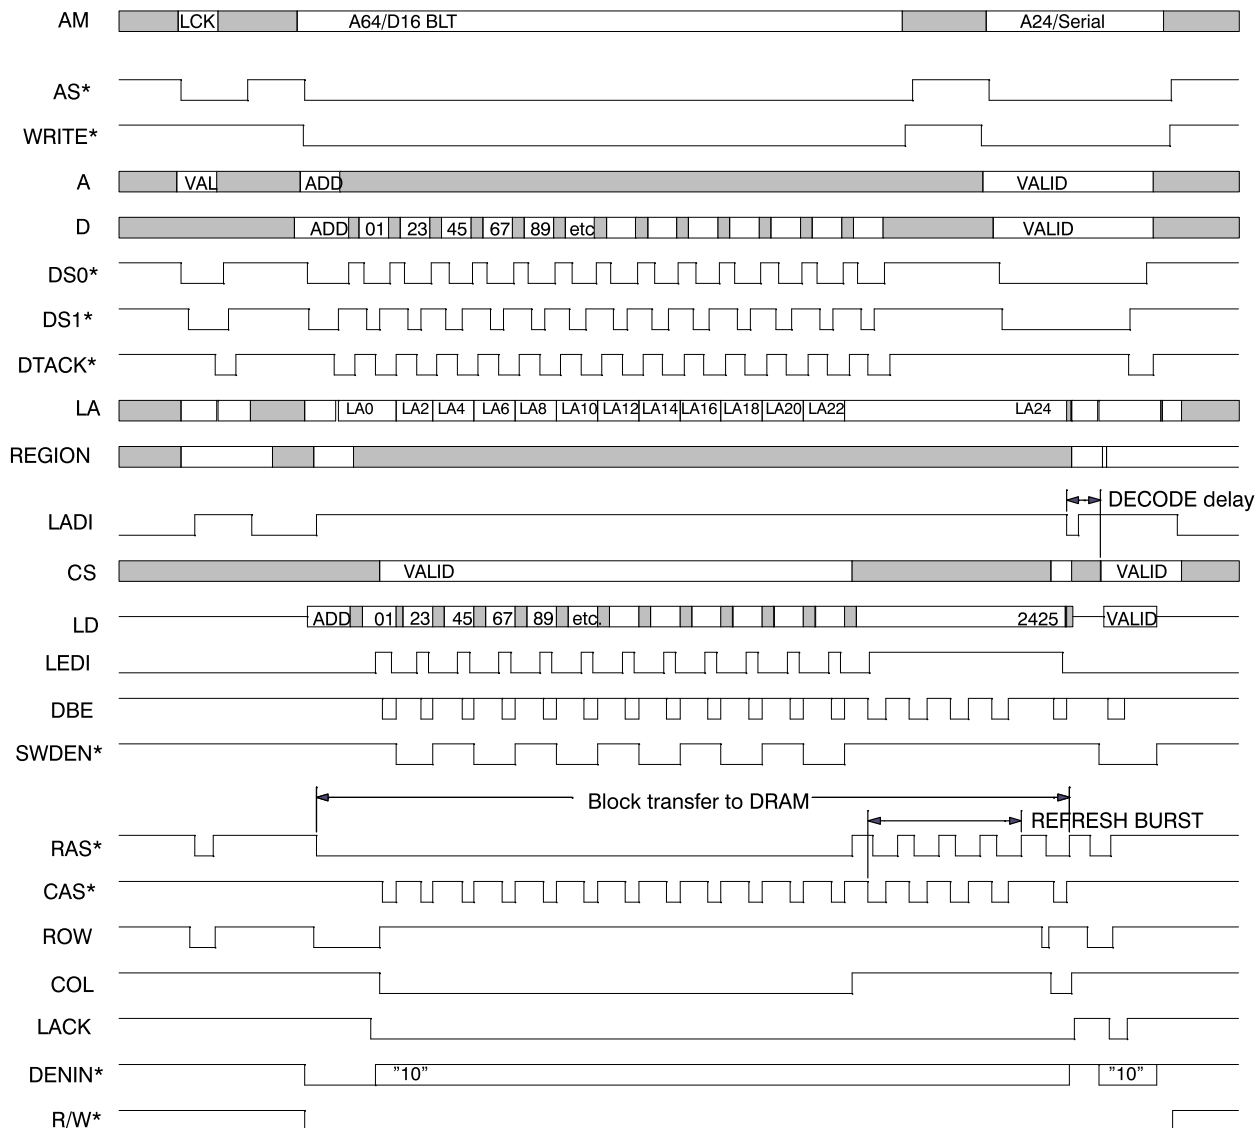 AM LCK A64/D16 BLT A24/Serial
AS*
WRITE*
A VAL ADD VALID
D ADD 01 23 45 67 89 etc VALID
DS0*
DS1*
DTACK*
LA LA0 LA2 LA4 LA6 LA8 LA10 LA12 LA14 LA16 LA18 LA20 LA22 LA24
REGION
DECODE delay
LADI
CS VALID VALID
LD ADD 01 23 45 67 89 etc. 2425 VALID
LEDI
DBE
SWDEN*
Block transfer to DRAM
REFRESH BURST
RAS*
CAS*
ROW
COL
LACK
DENIN* "10" "10"
R/W*